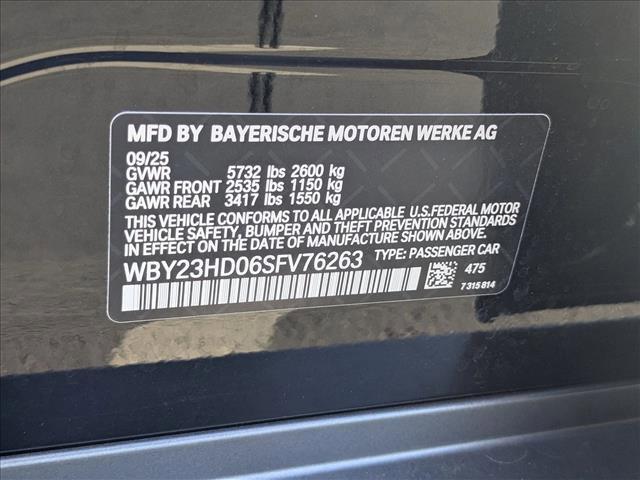 MFD BY BAYERISCHE MOTOREN WERKE AG
09/25
GVWR 5732 lbs 2600 kg
GAWR FRONT 2535 lbs 1150 kg
GAWR REAR 3417 lbs 1550 kg
THIS VEHICLE CONFORMS TO ALL APPLICABLE U.S.FEDERAL MOTOR
VEHICLE SAFETY, BUMPER AND THEFT PREVENTION STANDARDS
IN EFFECT ON THE DATE OF MANUFACTURE SHOWN ABOVE.
WBY23HD06SFV76263 TYPE: PASSENGER CAR
475
7315814